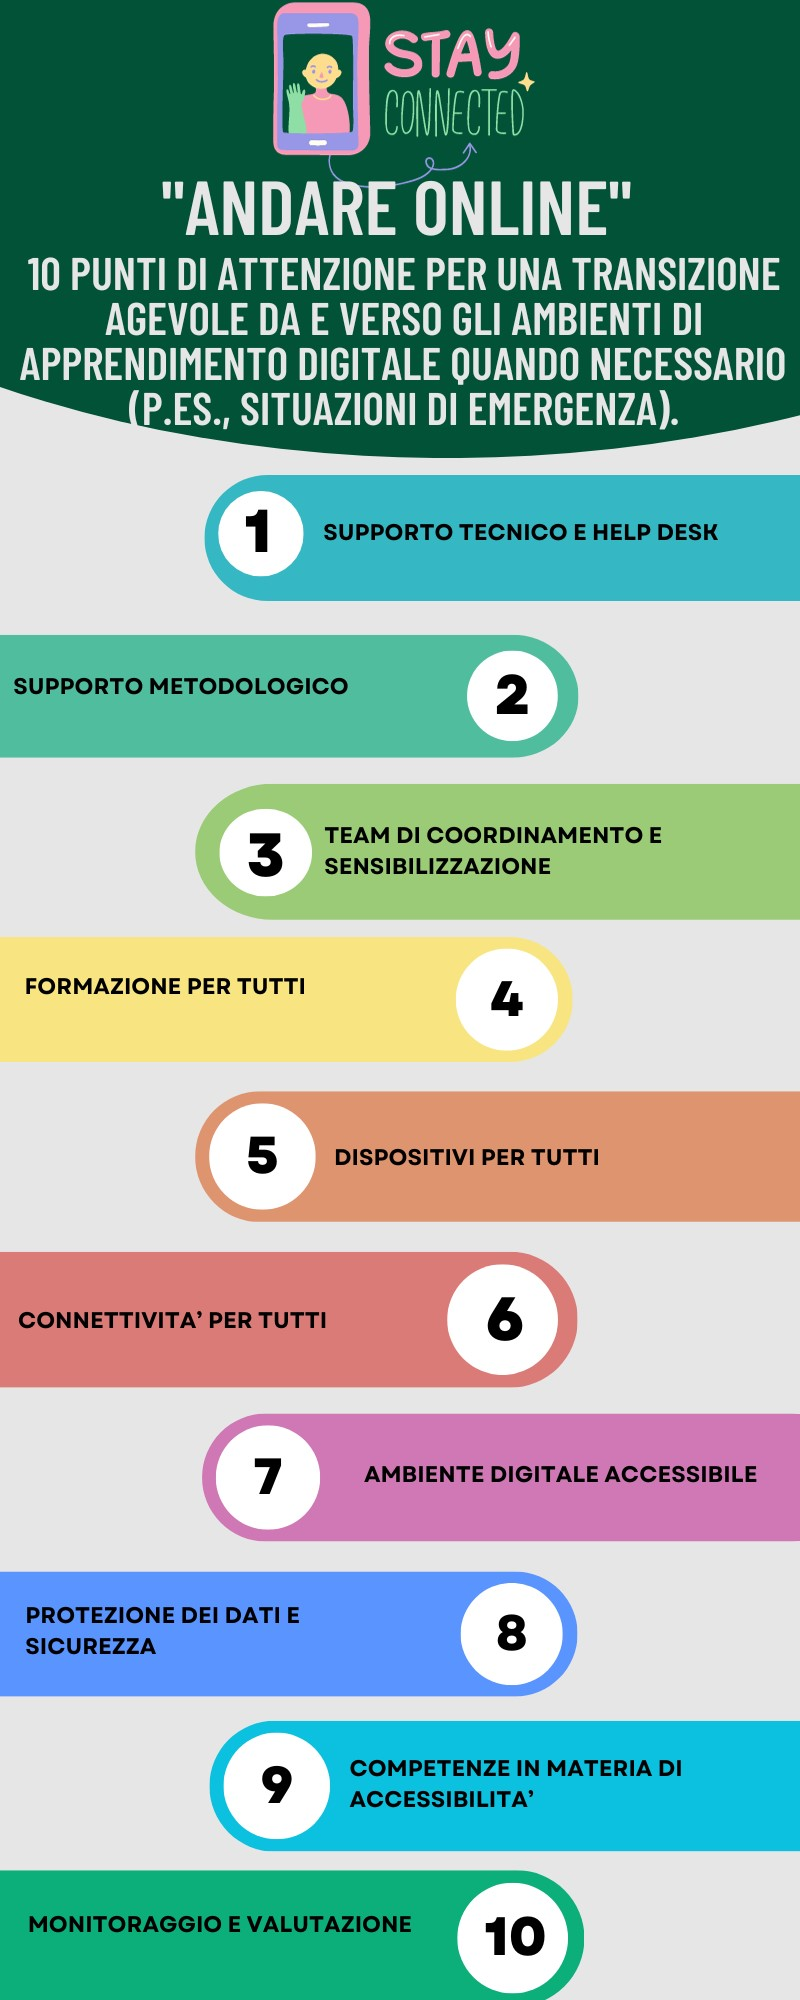 STAY
CONNECTED
"ANDARE ONLINE"
10 PUNTI DI ATTENZIONE PER UNA TRANSIZIONE
AGEVOLE DA E VERSO GLI AMBIENTI DI
APPRENDIMENTO DIGITALE QUANDO NECESSARIO
(P.ES., SITUAZIONI DI EMERGENZA).
1 SUPPORTO TECNICO E HELP DESK
SUPPORTO METODOLOGICO 2
3 TEAM DI COORDINAMENTO E
SENSIBILIZZAZIONE
FORMAZIONE PER TUTTI 4
5 DISPOSITIVI PER TUTTI
CONNETTIVITA’ PER TUTTI 6
7 AMBIENTE DIGITALE ACCESSIBILE
PROTEZIONE DEI DATI E
SICUREZZA 8
9 COMPETENZE IN MATERIA DI
ACCESSIBILITA’
MONITORAGGIO E VALUTAZIONE 10